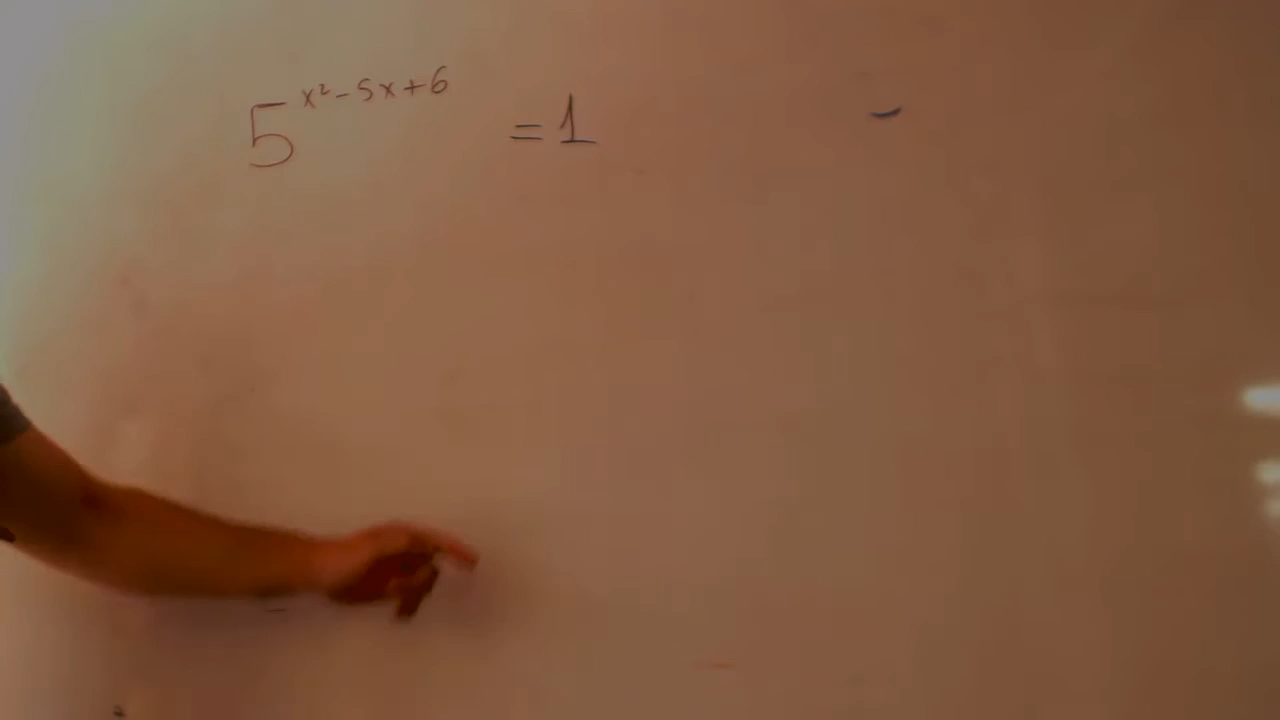 5^{x²-5x+6} = 1